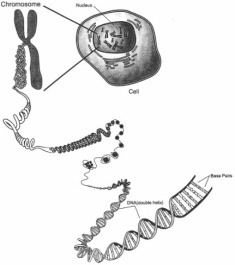 Chromosome
Nucleus
Cell
Base Pairs
DNA(double helix)